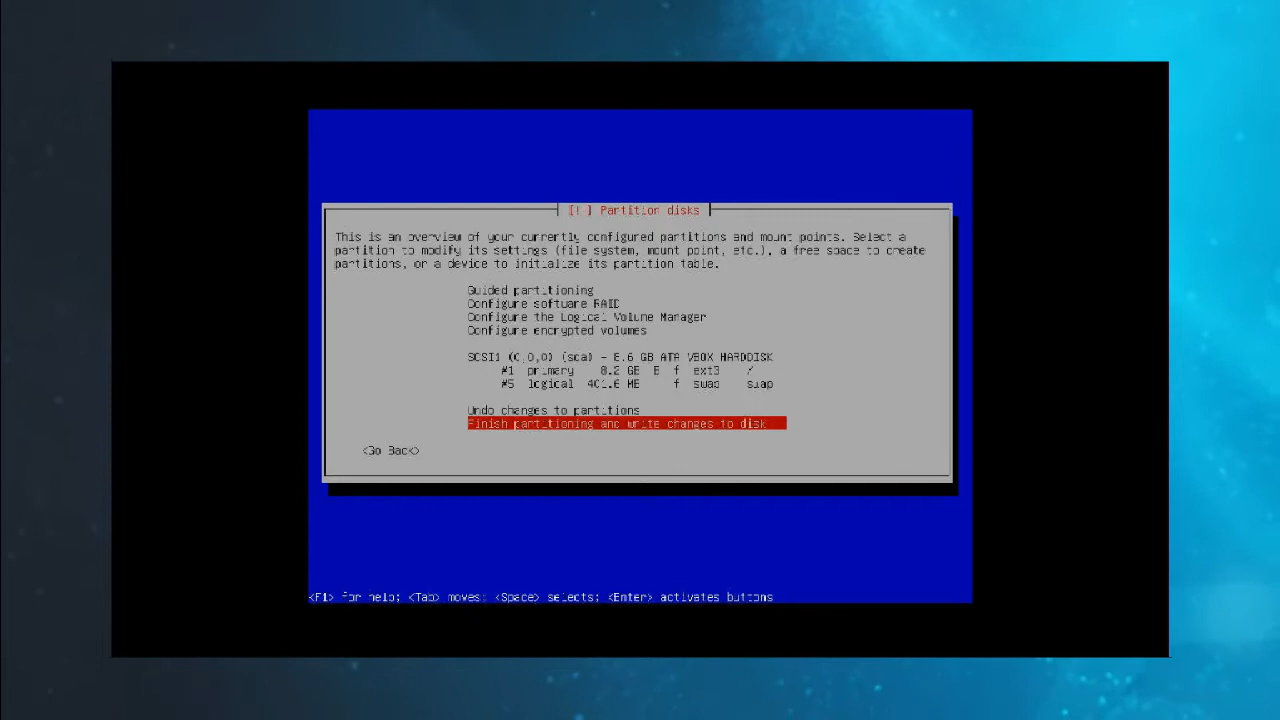 [!!] Partition disks
This is an overview of your currently configured partitions and mount points. Select a
partition to modify its settings (file system, mount point, etc.), a free space to create
partitions, or a device to initialize its partition table.
Guided partitioning
Configure software RAID
Configure the Logical Volume Manager
Configure encrypted volumes
SCSI1 (0,0,0) (sda) - 8.6 GB ATA VBOX HARDDISK
#1 primary 8.2 GB B f ext3 /
#5 logical 401.6 MB f swap swap
Undo changes to partitions
Finish partitioning and write changes to disk
<Go Back>
<F1> for help; <Tab> moves; <Space> selects; <Enter> activates buttons